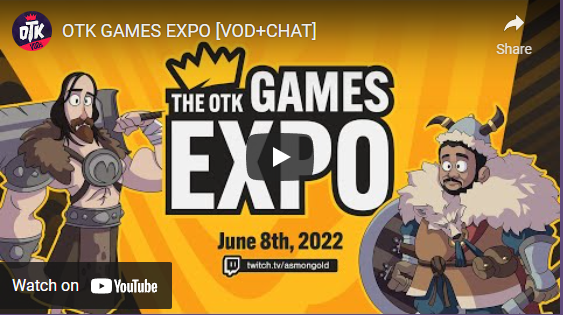 OTK
OTK GAMES EXPO [VOD+CHAT]
Share
THE OTK GAMES
EXPO
June 8th, 2022
twitch.tv/asmongold
Watch on YouTube